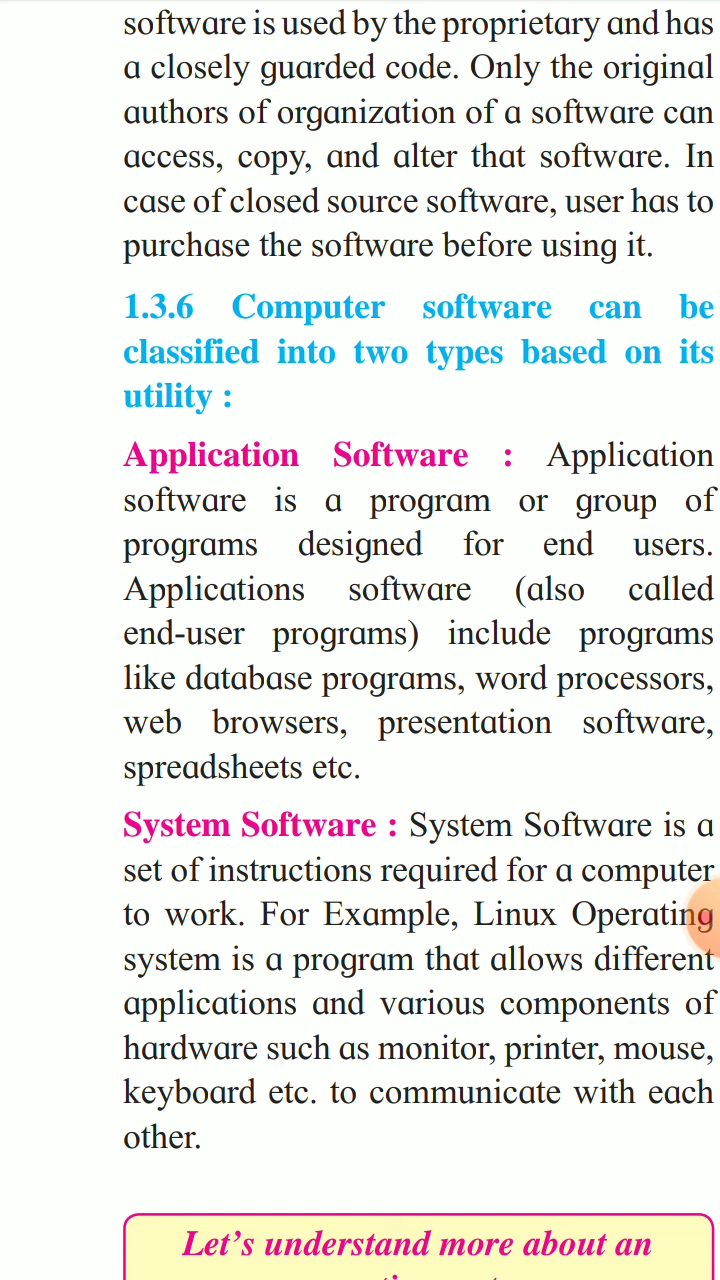 software is used by the proprietary and has
a closely guarded code. Only the original
authors of organization of a software can
access, copy, and alter that software. In
case of closed source software, user has to
purchase the software before using it.
1.3.6 Computer software can be
classified into two types based on its
utility :
Application Software : Application
software is a program or group of
programs designed for end users.
Applications software (also called
end-user programs) include programs
like database programs, word processors,
web browsers, presentation software,
spreadsheets etc.
System Software : System Software is a
set of instructions required for a computer
to work. For Example, Linux Operating
system is a program that allows different
applications and various components of
hardware such as monitor, printer, mouse,
keyboard etc. to communicate with each
other.
Let's understand more about an